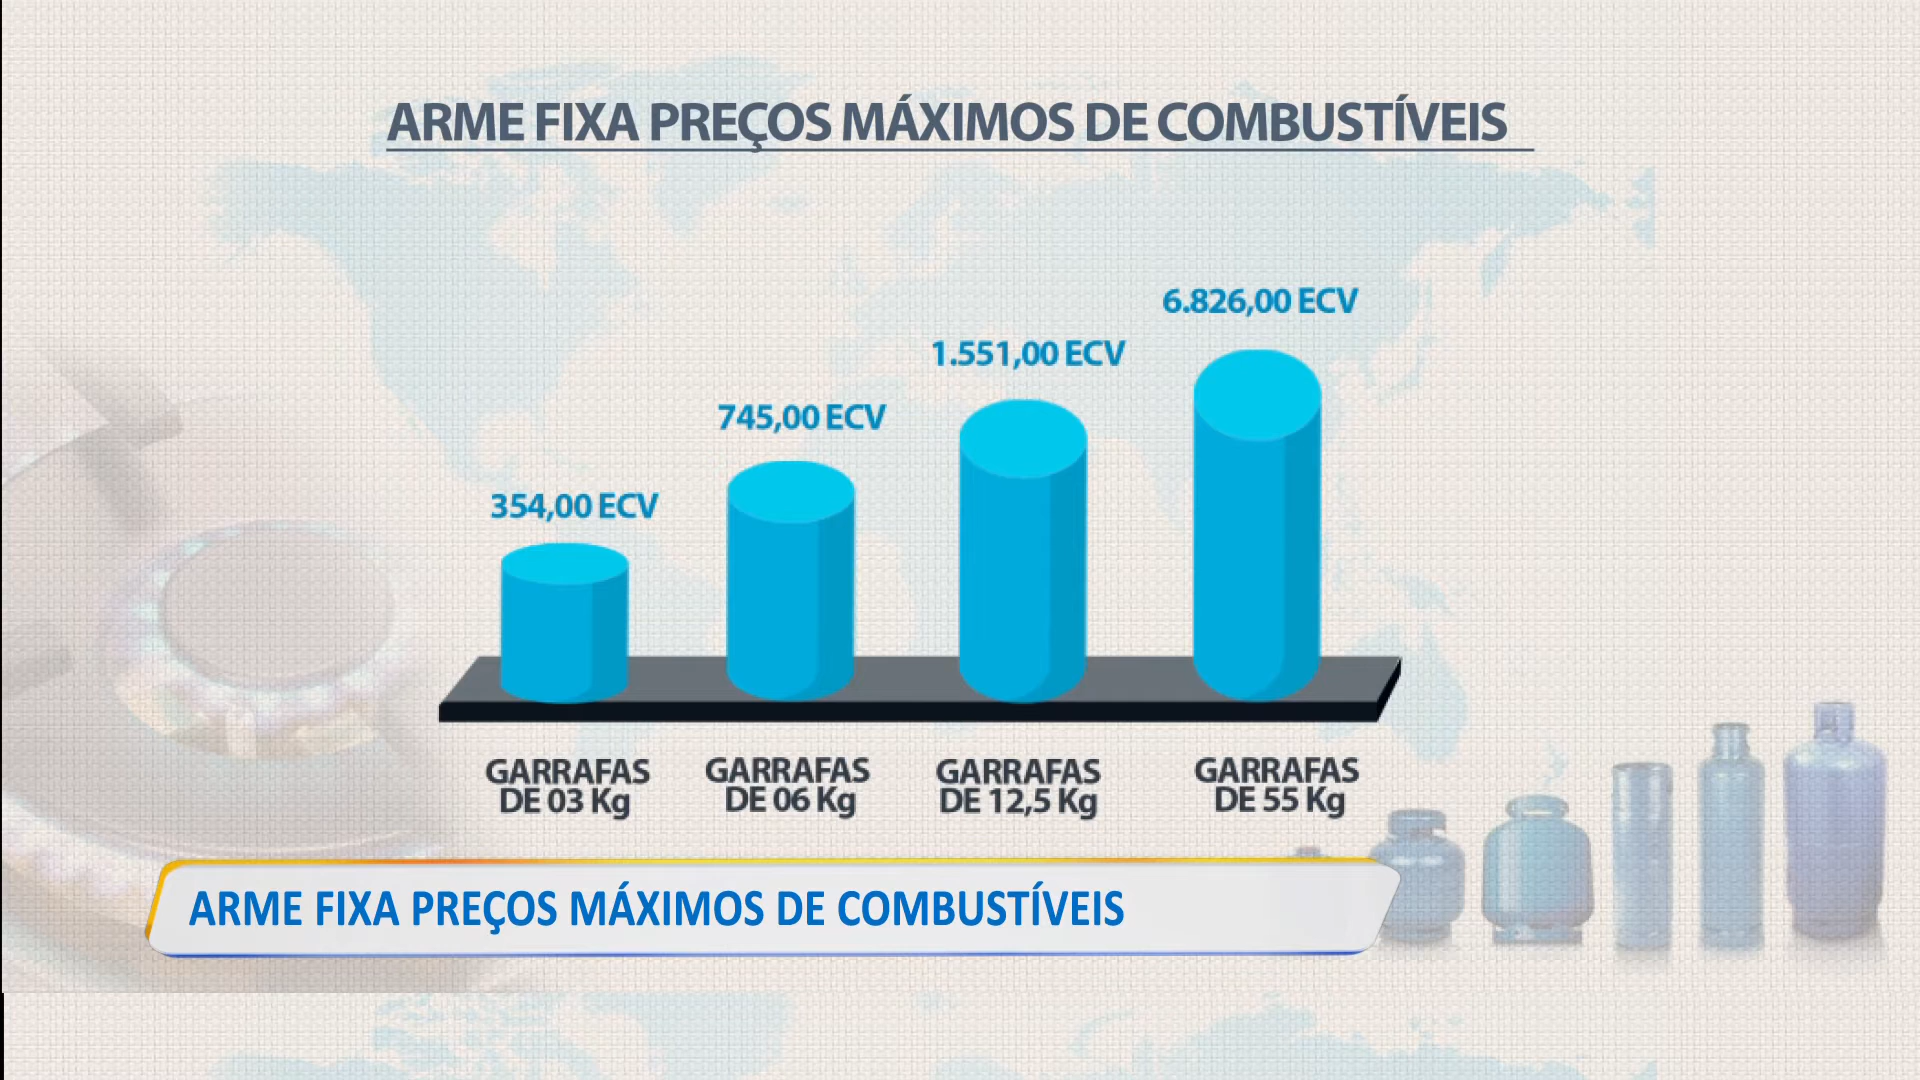 ARME FIXA PREÇOS MÁXIMOS DE COMBUSTÍVEIS
6.826,00 ECV
1.551,00 ECV
745,00 ECV
354,00 ECV
GARRAFAS
DE 03 Kg
GARRAFAS
DE 06 Kg
GARRAFAS
DE 12,5 Kg
GARRAFAS
DE 55 Kg
ARME FIXA PREÇOS MÁXIMOS DE COMBUSTÍVEIS